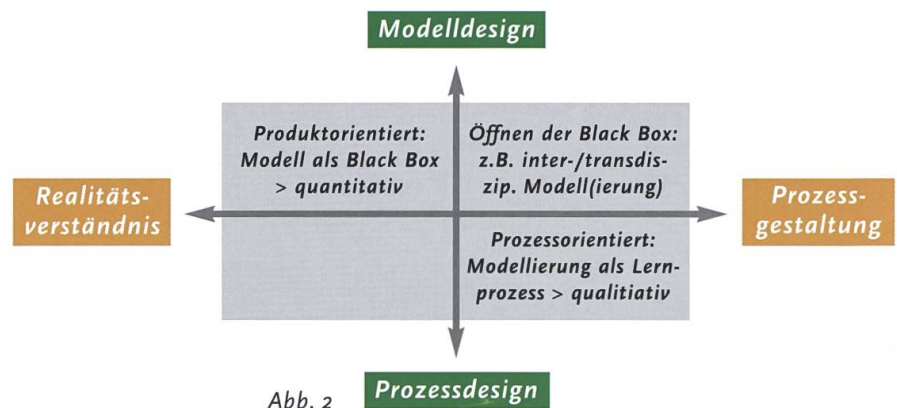 Modelldesign
Produktorientiert:
Modell als Black Box
> quantitativ
Öffnen der Black Box:
z.B. inter-/transdis-
zip. Modell(ierung)
Realitäts-
verständnis
Prozess-
gestaltung
Prozessorientiert:
Modellierung als Lern-
prozess > qualitiativ
Abb. 2
Prozessdesign